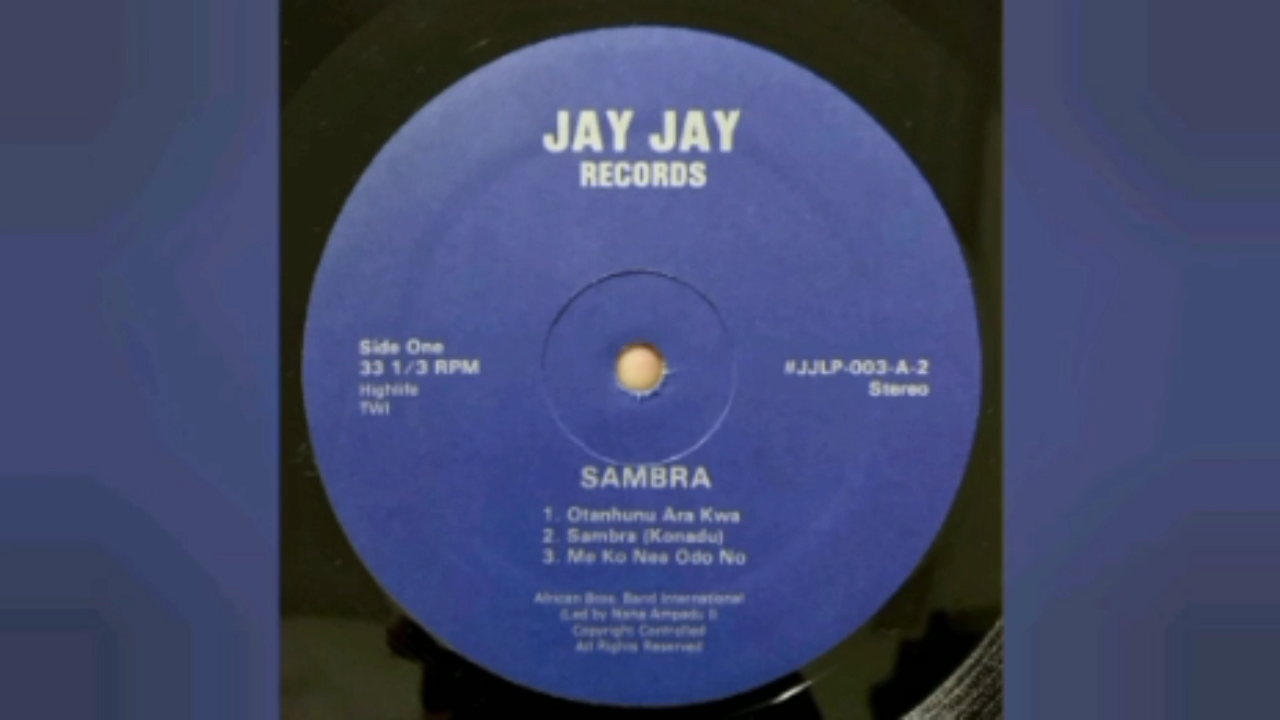 JAY JAY
RECORDS
Side One
33 1/3 RPM
Highlife
TWI
#JJLP-003-A-2
Stereo
SAMBRA
1. Otanhunu Ara Kwa
2. Sambra (Konadu)
3. Me Ko Nea Odo No
African Bros. Band International
(Led by Nana Ampadu I)
Copyright Controlled
All Rights Reserved